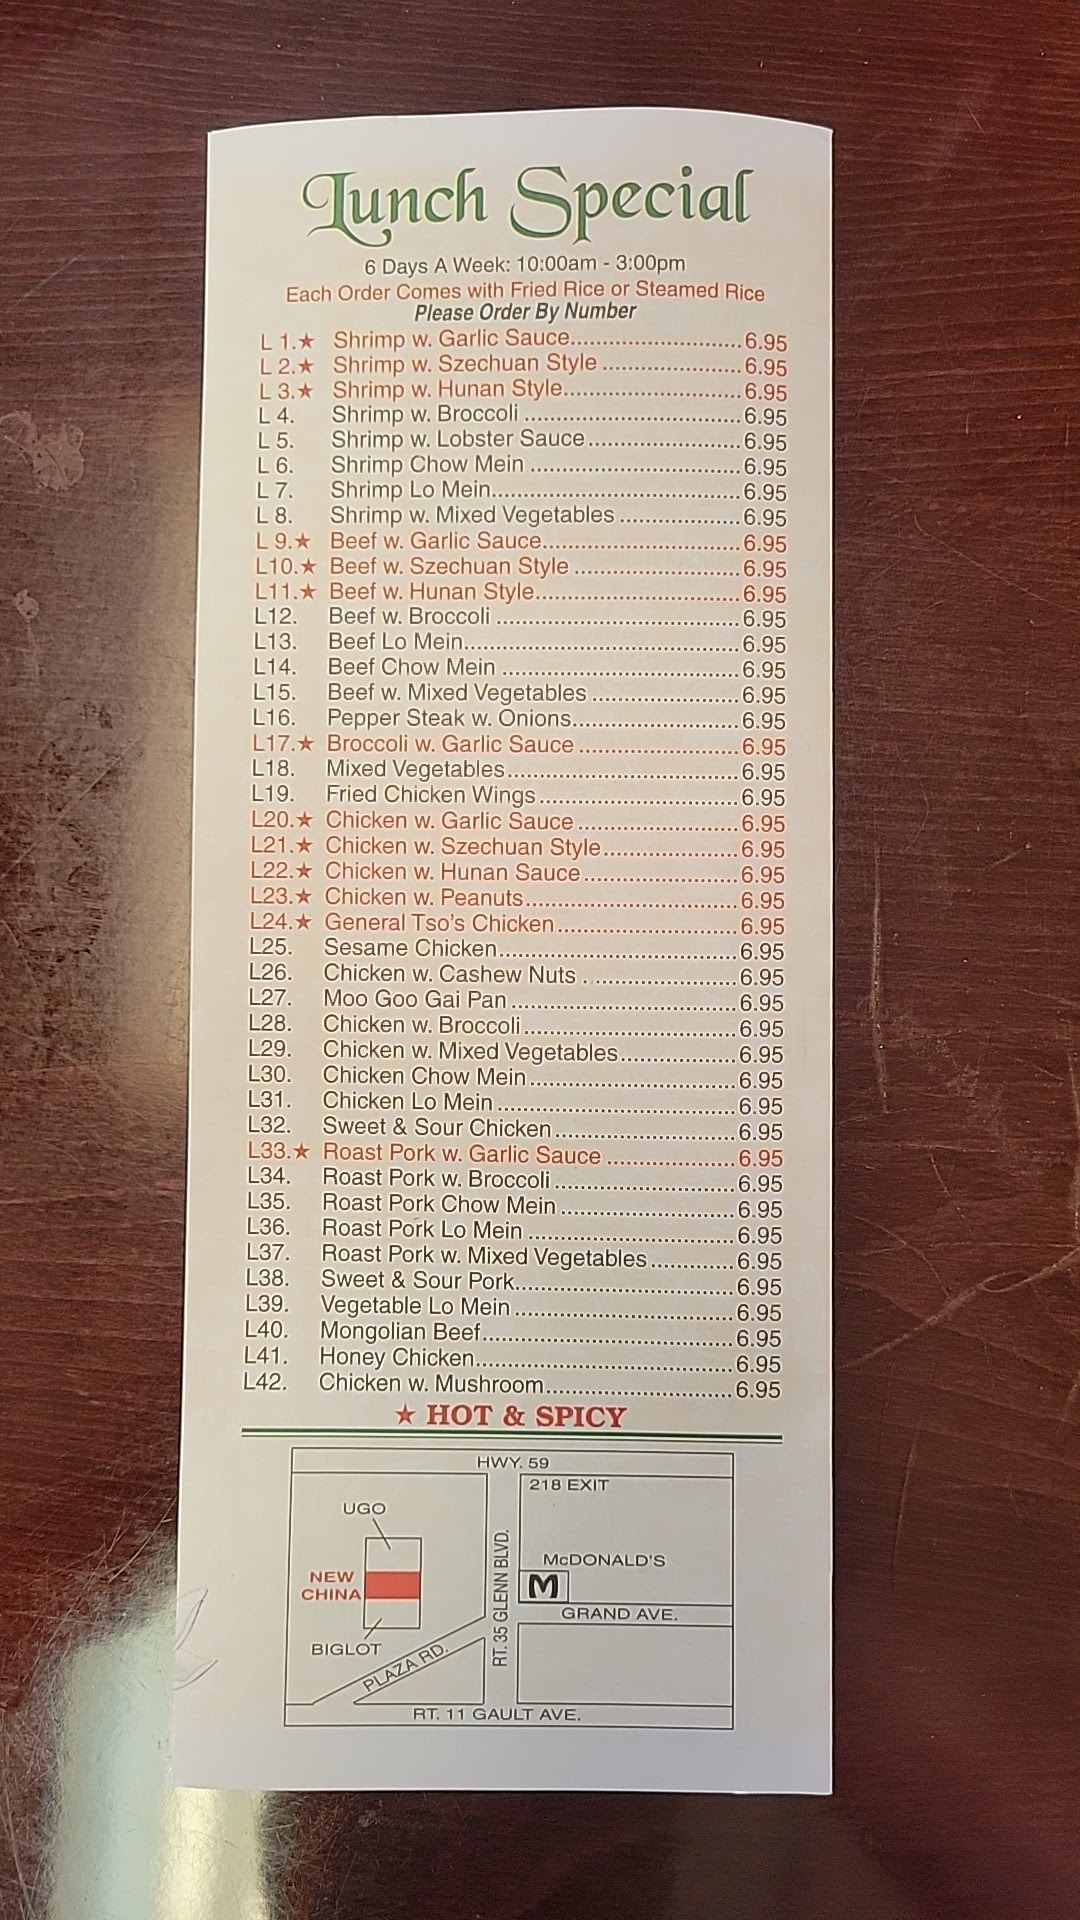 Lunch Special
6 Days A Week: 10:00am - 3:00pm
Each Order Comes with Fried Rice or Steamed Rice
Please Order By Number
L 1.★ Shrimp w. Garlic Sauce..............................6.95
L 2.★ Shrimp w. Szechuan Style ........................6.95
L 3.★ Shrimp w. Hunan Style...............................6.95
L 4. Shrimp w. Broccoli .....................................6.95
L 5. Shrimp w. Lobster Sauce..........................6.95
L 6. Shrimp Chow Mein ....................................6.95
L 7. Shrimp Lo Mein...........................................6.95
L 8. Shrimp w. Mixed Vegetables ....................6.95
L 9.★ Beef w. Garlic Sauce..................................6.95
L10.★ Beef w. Szechuan Style ............................6.95
L11.★ Beef w. Hunan Style...................................6.95
L12. Beef w. Broccoli .........................................6.95
L13. Beef Lo Mein...............................................6.95
L14. Beef Chow Mein ........................................6.95
L15. Beef w. Mixed Vegetables .........................6.95
L16. Pepper Steak w. Onions............................6.95
L17.★ Broccoli w. Garlic Sauce ...........................6.95
L18. Mixed Vegetables.......................................6.95
L19. Fried Chicken Wings..................................6.95
L20.★ Chicken w. Garlic Sauce ...........................6.95
L21.★ Chicken w. Szechuan Style.......................6.95
L22.★ Chicken w. Hunan Sauce..........................6.95
L23.★ Chicken w. Peanuts....................................6.95
L24.★ General Tso's Chicken...............................6.95
L25. Sesame Chicken........................................6.95
L26. Chicken w. Cashew Nuts ..........................6.95
L27. Moo Goo Gai Pan ......................................6.95
L28. Chicken w. Broccoli....................................6.95
L29. Chicken w. Mixed Vegetables....................6.95
L30. Chicken Chow Mein...................................6.95
L31. Chicken Lo Mein ........................................6.95
L32. Sweet & Sour Chicken...............................6.95
L33.★ Roast Pork w. Garlic Sauce ......................6.95
L34. Roast Pork w. Broccoli ..............................6.95
L35. Roast Pork Chow Mein .............................6.95
L36. Roast Pork Lo Mein ...................................6.95
L37. Roast Pork w. Mixed Vegetables..............6.95
L38. Sweet & Sour Pork.....................................6.95
L39. Vegetable Lo Mein .....................................6.95
L40. Mongolian Beef...........................................6.95
L41. Honey Chicken............................................6.95
L42. Chicken w. Mushroom................................6.95
★ HOT & SPICY
HWY. 59
218 EXIT
UGO
NEW
CHINA
BIGLOT
PLAZA RD.
RT. 35 GLENN BLVD.
McDONALD'S
M
GRAND AVE.
RT. 11 GAULT AVE.